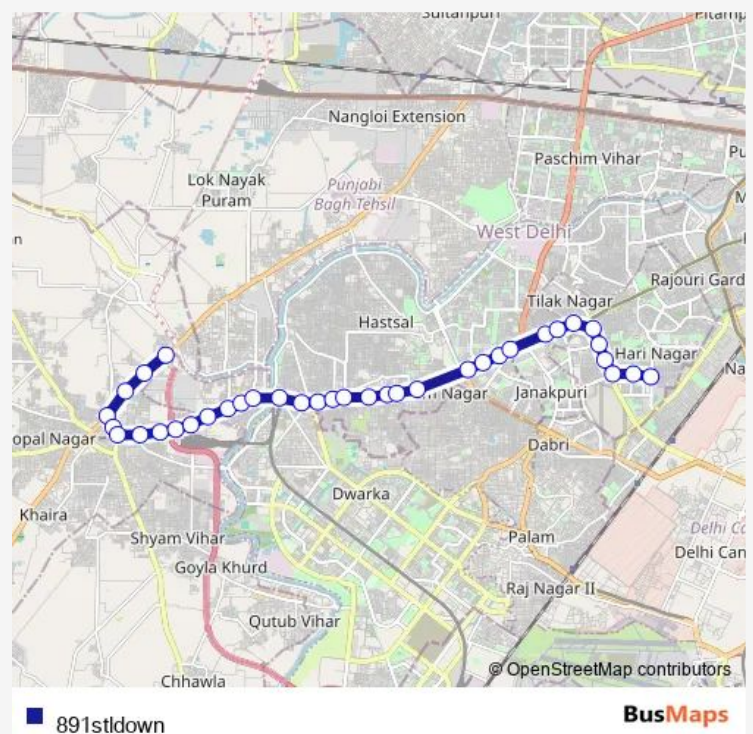 Nangloi Extension
Paschim Vihar
Lok Nayak
Puram
Punjabi
Bagh Tehsil
West Delhi
Rajouri Gard
Tilak Nagar
Hastsal
Hari Nagar
Janakpuri
Nagar
opal Nagar
Dabri
Dwarka
Khaira
Shyam Vihar
Palam
Delhi Ca
Delhi Can
Goyla Khurd
Raj Nagar II
Qutub Vihar
Chhawla
© OpenStreetMap contributors
891stldown
BusMaps